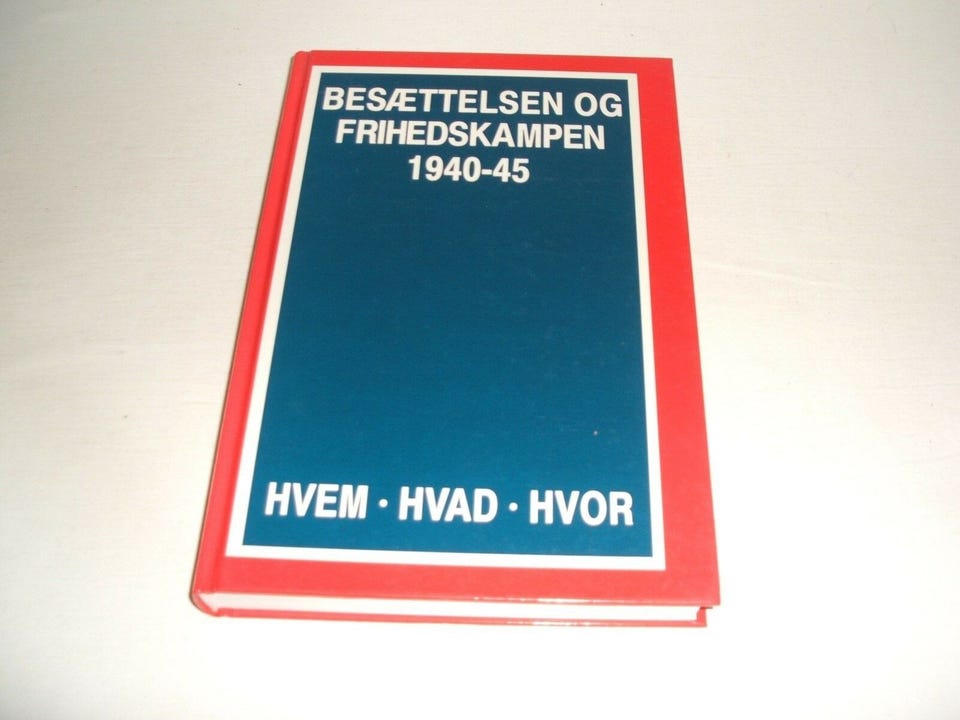 BESÆTTELSEN OG
FRIHEDSKAMPEN
1940-45
HVEM · HVAD · HVOR